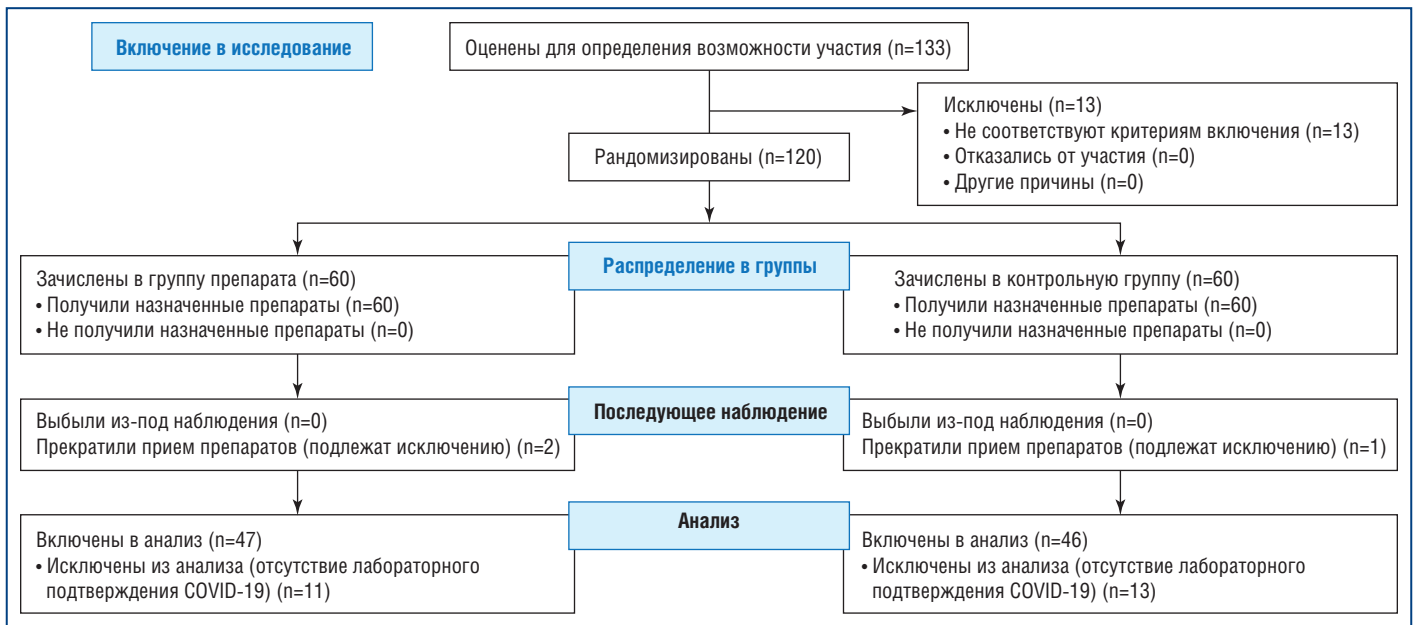 Включение в исследование
Оценены для определения возможности участия (n=133)
Исключены (n=13)
• Не соответствуют критериям включения (n=13)
• Отказались от участия (n=0)
• Другие причины (n=0)
Рандомизированы (n=120)
Распределение в группы
Зачислены в группу препарата (n=60)
• Получили назначенные препараты (n=60)
• Не получили назначенные препараты (n=0)
Зачислены в контрольную группу (n=60)
• Получили назначенные препараты (n=60)
• Не получили назначенные препараты (n=0)
Последующее наблюдение
Выбыли из-под наблюдения (n=0)
Прекратили прием препаратов (подлежат исключению) (n=2)
Выбыли из-под наблюдения (n=0)
Прекратили прием препаратов (подлежат исключению) (n=1)
Анализ
Включены в анализ (n=47)
• Исключены из анализа (отсутствие лабораторного
подтверждения COVID-19) (n=11)
Включены в анализ (n=46)
• Исключены из анализа (отсутствие лабораторного
подтверждения COVID-19) (n=13)